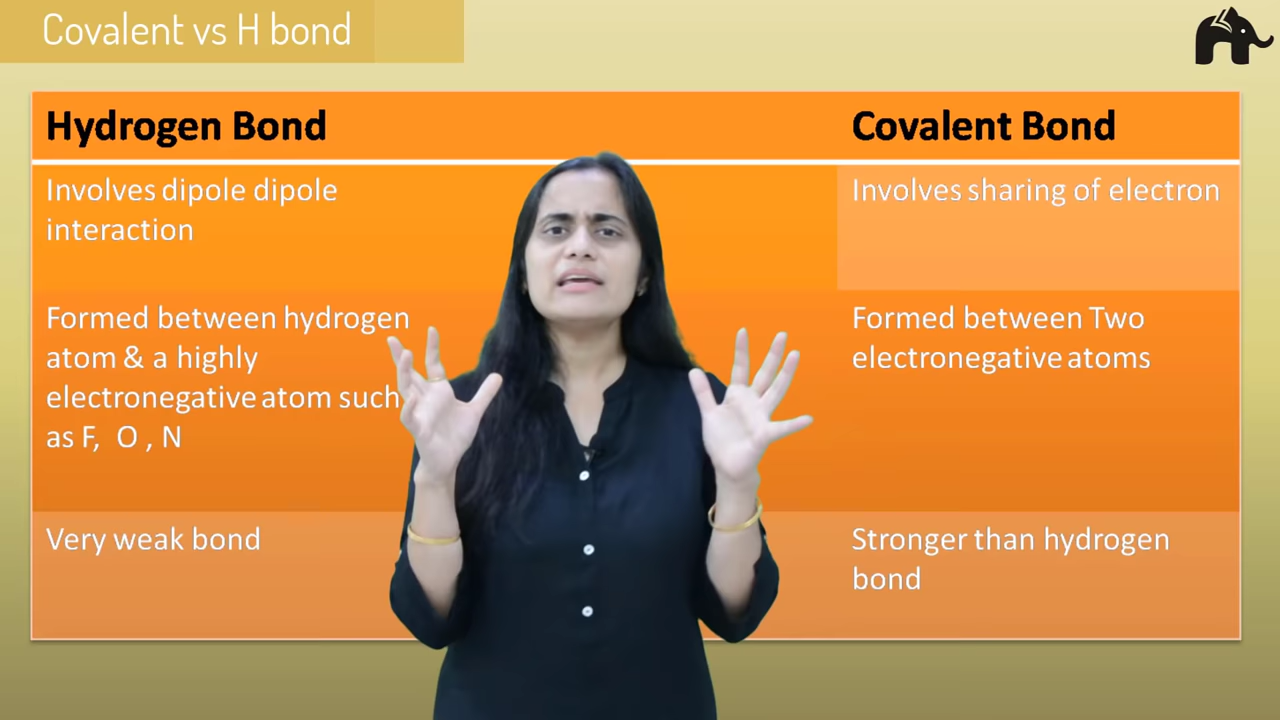 Covalent vs H bond
Hydrogen Bond
Covalent Bond
Involves dipole dipole
interaction
Involves sharing of electron
Formed between hydrogen
atom & a highly
electronegative atom such
as F,  O , N
Formed between Two
electronegative atoms
Very weak bond
Stronger than hydrogen
bond